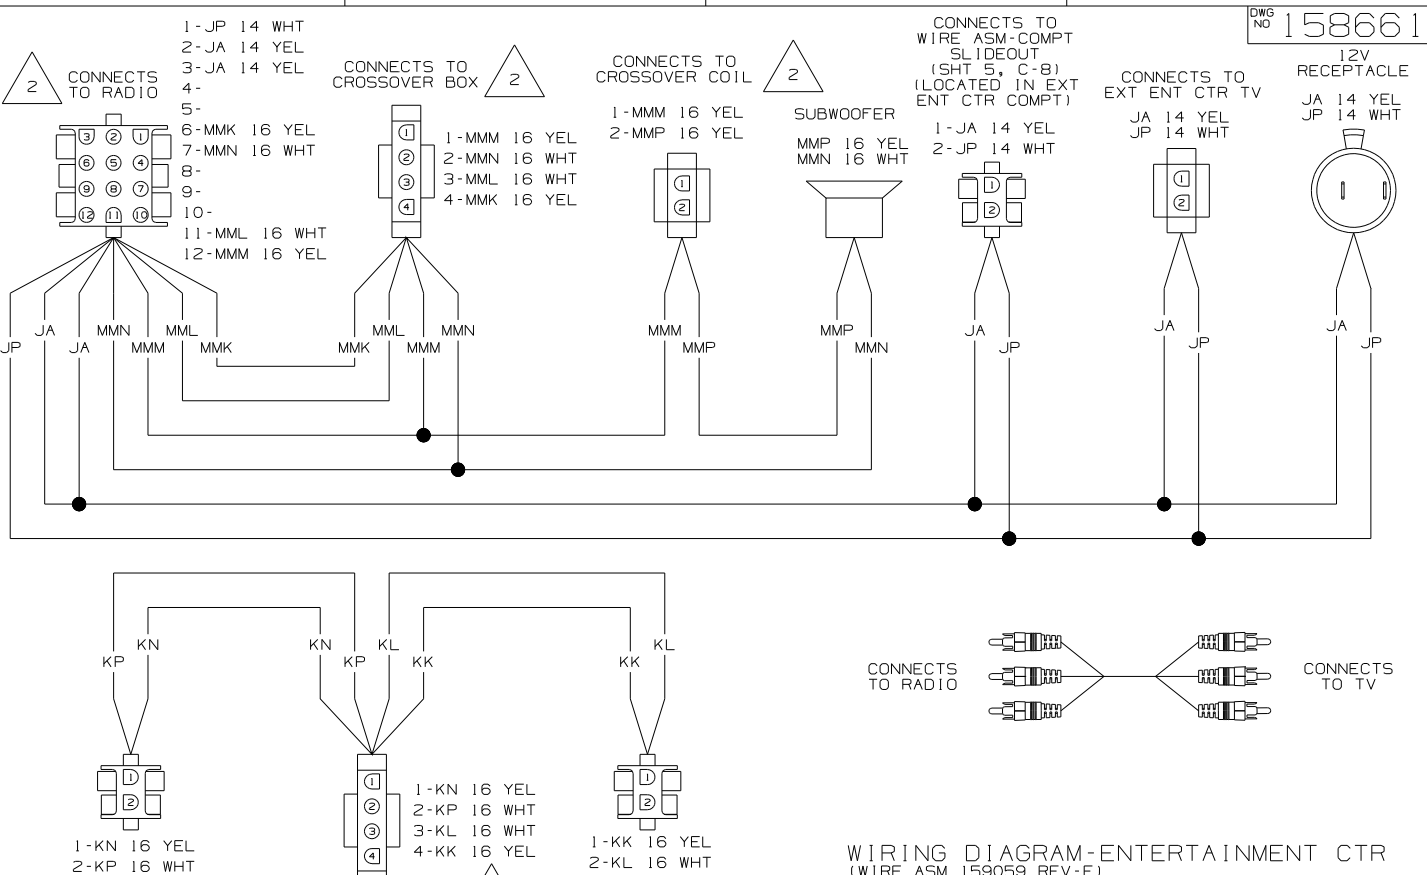 DWG
NO 158661
2
CONNECTS
TO RADIO
1-JP 14 WHT
2-JA 14 YEL
3-JA 14 YEL
4-
5-
6-MMK 16 YEL
7-MMN 16 WHT
8-
9-
10-
11-MML 16 WHT
12-MMM 16 YEL
3 2 1
6 5 4
9 8 7
12 11 10
CONNECTS TO
CROSSOVER BOX
2
1
2
3
4
1-MMM 16 YEL
2-MMN 16 WHT
3-MML 16 WHT
4-MMK 16 YEL
CONNECTS TO
CROSSOVER COIL
2
1-MMM 16 YEL
2-MMP 16 YEL
1
2
SUBWOOFER
MMP 16 YEL
MMN 16 WHT
CONNECTS TO
WIRE ASM-COMPT
SLIDEOUT
(SHT 5, C-8)
(LOCATED IN EXT
ENT CTR COMPT)
1-JA 14 YEL
2-JP 14 WHT
1
2
CONNECTS TO
EXT ENT CTR TV
JA 14 YEL
JP 14 WHT
1
2
12V
RECEPTACLE
JA 14 YEL
JP 14 WHT
JA MMN MML MML MMN MMM MMP JA JA JA
JP JA MMM MMK MMK MMM MMP MMN JP JP JP
KN KN KL KL
KP KP KK KK
1
2
1-KN 16 YEL
2-KP 16 WHT
1
2
3
4
1-KN 16 YEL
2-KP 16 WHT
3-KL 16 WHT
4-KK 16 YEL
1
2
1-KK 16 YEL
2-KL 16 WHT
CONNECTS
TO RADIO
CONNECTS
TO TV
WIRING DIAGRAM-ENTERTAINMENT CTR
(WIRE ASM 159059 REV-E)